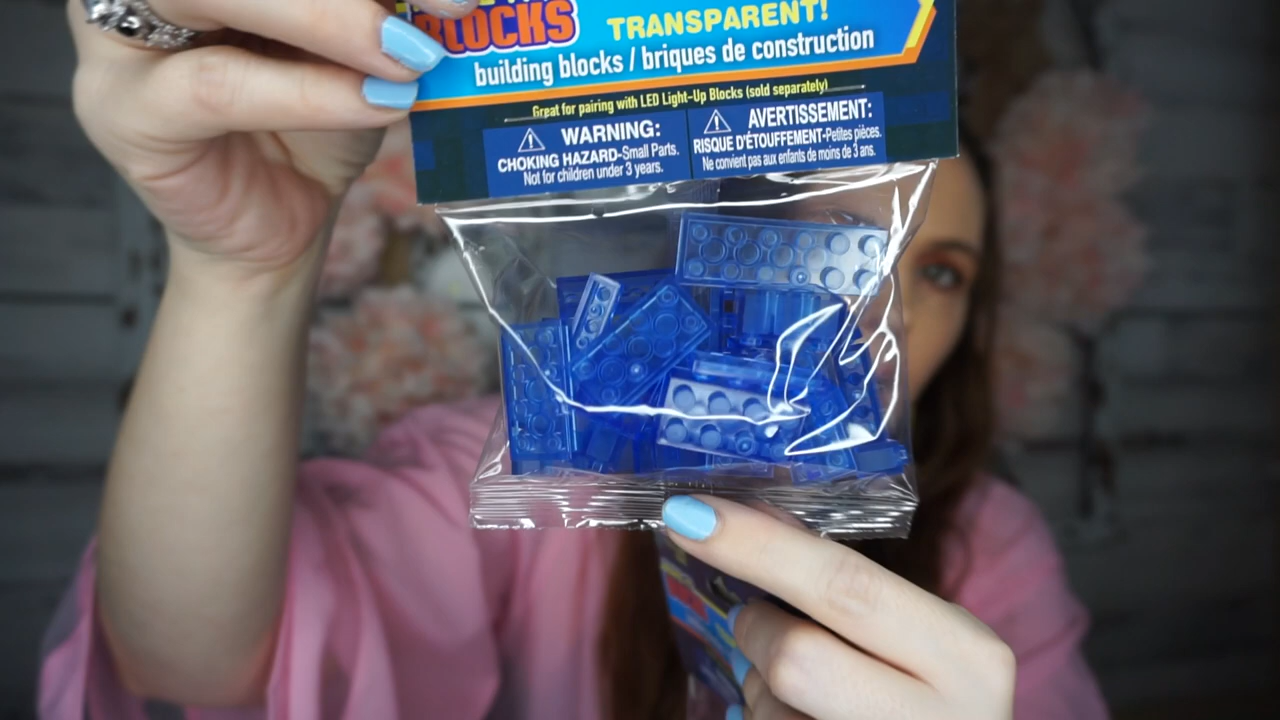 BLOCKS
TRANSPARENT!
building blocks / briques de construction
Great for pairing with LED Light-Up Blocks (sold separately)
WARNING:
CHOKING HAZARD-Small Parts.
Not for children under 3 years.
AVERTISSEMENT:
RISQUE D'ÉTOUFFEMENT-Petites pièces.
Ne convient pas aux enfants de moins de 3 ans.